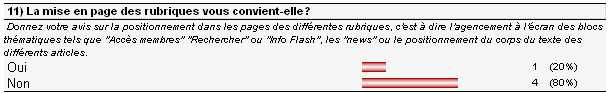 11) La mise en page des rubriques vous convient-elle?
Donnez votre avis sur la positionnement dans les pages des différentes rubriques, c'est à dire l'agencement à l'écran des blocs
thématiques tels que "Accès membres" "Rechercher" ou "Info Flash", les "news" ou le positionnement du corps du texte des
différents articles.
Oui 1 (20%)
Non 4 (80%)